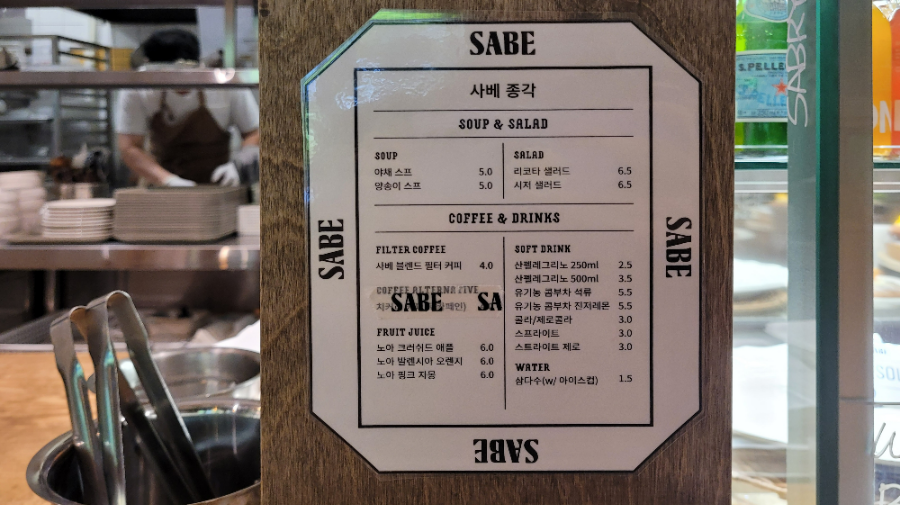 SABE
사베 종각
SOUP & SALAD
SOUP
야채 스프 5.0
양송이 스프 5.0
SALAD
리코타 샐러드 6.5
시저 샐러드 6.5
COFFEE & DRINKS
FILTER COFFEE
사베 블렌드 필터 커피 4.0
COFFEE ALTERNATIVE
SABE SA
FRUIT JUICE
노아 크러쉬드 애플 6.0
노아 발렌시아 오렌지 6.0
노아 핑크 자몽 6.0
SOFT DRINK
산펠레그리노 250ml 2.5
산펠레그리노 500ml 3.5
유기농 콤부차 석류 5.5
유기농 콤부차 진저레몬 5.5
콜라/제로콜라 3.0
스프라이트 3.0
스트라이트 제로 3.0
WATER
삼다수(w/ 아이스컵) 1.5
SABE
SABE
SABE
S.PELLE